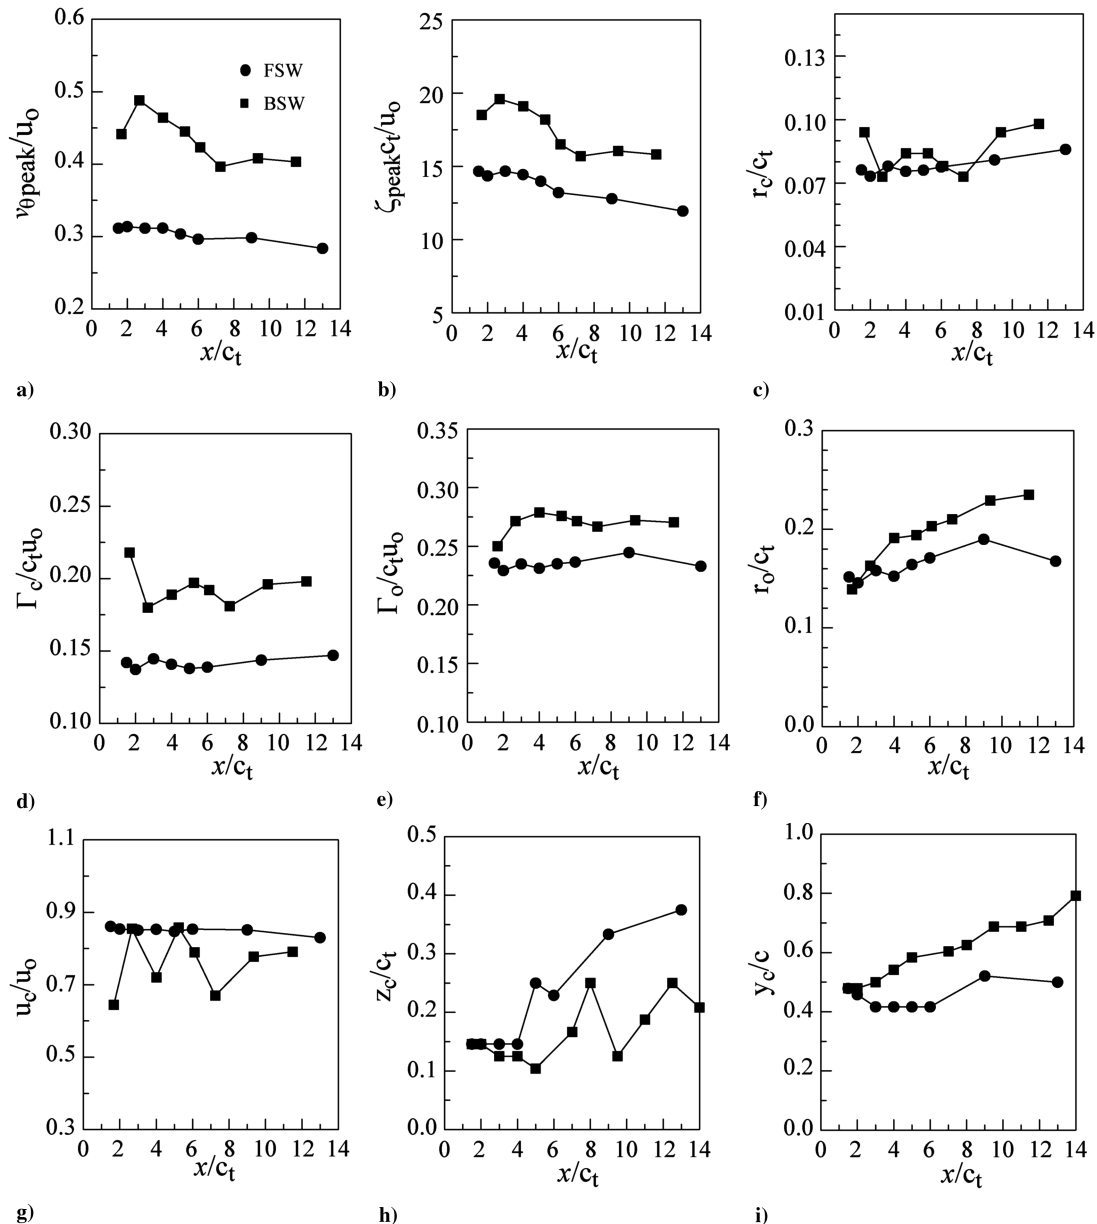 0.6
0.5
0.4
0.3
0.2
FSW
BSW
vθpeak/uo
0 2 4 6 8 10 12 14
x/ct
a)
25
20
15
10
5
ζpeakct/uo
0 2 4 6 8 10 12 14
x/ct
b)
0.13
0.10
0.07
0.04
0.01
rc/ct
0 2 4 6 8 10 12 14
x/ct
c)
0.30
0.25
0.20
0.15
0.10
Γc/ctuo
0 2 4 6 8 10 12 14
x/ct
d)
0.35
0.30
0.25
0.20
0.15
0.10
Γo/ctuo
0 2 4 6 8 10 12 14
x/ct
e)
0.3
0.2
0.1
0.0
ro/ct
0 2 4 6 8 10 12 14
x/ct
f)
1.1
0.9
0.7
0.5
0.3
uc/uo
0 2 4 6 8 10 12 14
x/ct
g)
0.5
0.4
0.3
0.2
0.1
0.0
zc/ct
0 2 4 6 8 10 12 14
x/ct
h)
1.0
0.8
0.6
0.4
0.2
0.0
yc/c
0 2 4 6 8 10 12 14
x/ct
i)